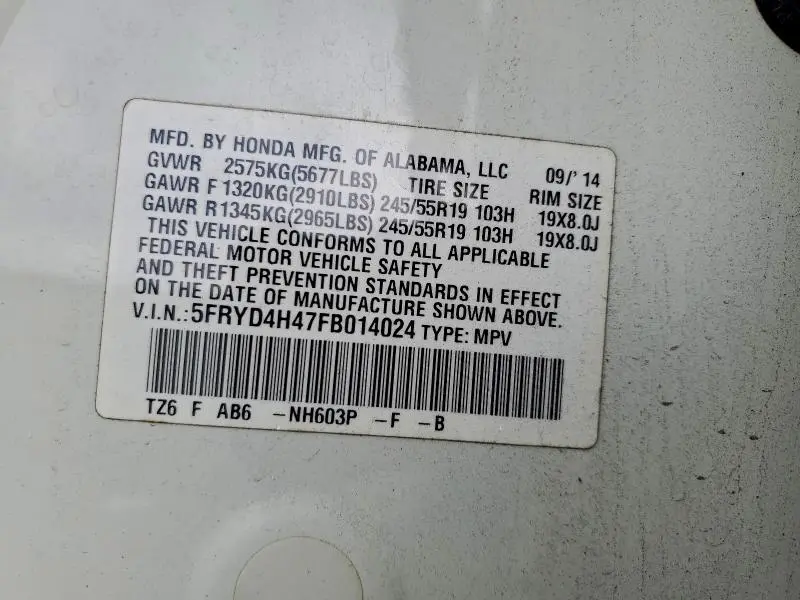 MFD. BY HONDA MFG. OF ALABAMA, LLC 09/'14
GVWR 2575KG(5677LBS) TIRE SIZE RIM SIZE
GAWR F 1320KG(2910LBS) 245/55R19 103H 19X8.0J
GAWR R 1345KG(2965LBS) 245/55R19 103H 19X8.0J
THIS VEHICLE CONFORMS TO ALL APPLICABLE
FEDERAL MOTOR VEHICLE SAFETY
AND THEFT PREVENTION STANDARDS IN EFFECT
ON THE DATE OF MANUFACTURE SHOWN ABOVE.
V.I.N.:5FRYD4H47FB014024 TYPE: MPV
TZ6 F AB6 -NH603P -F -B